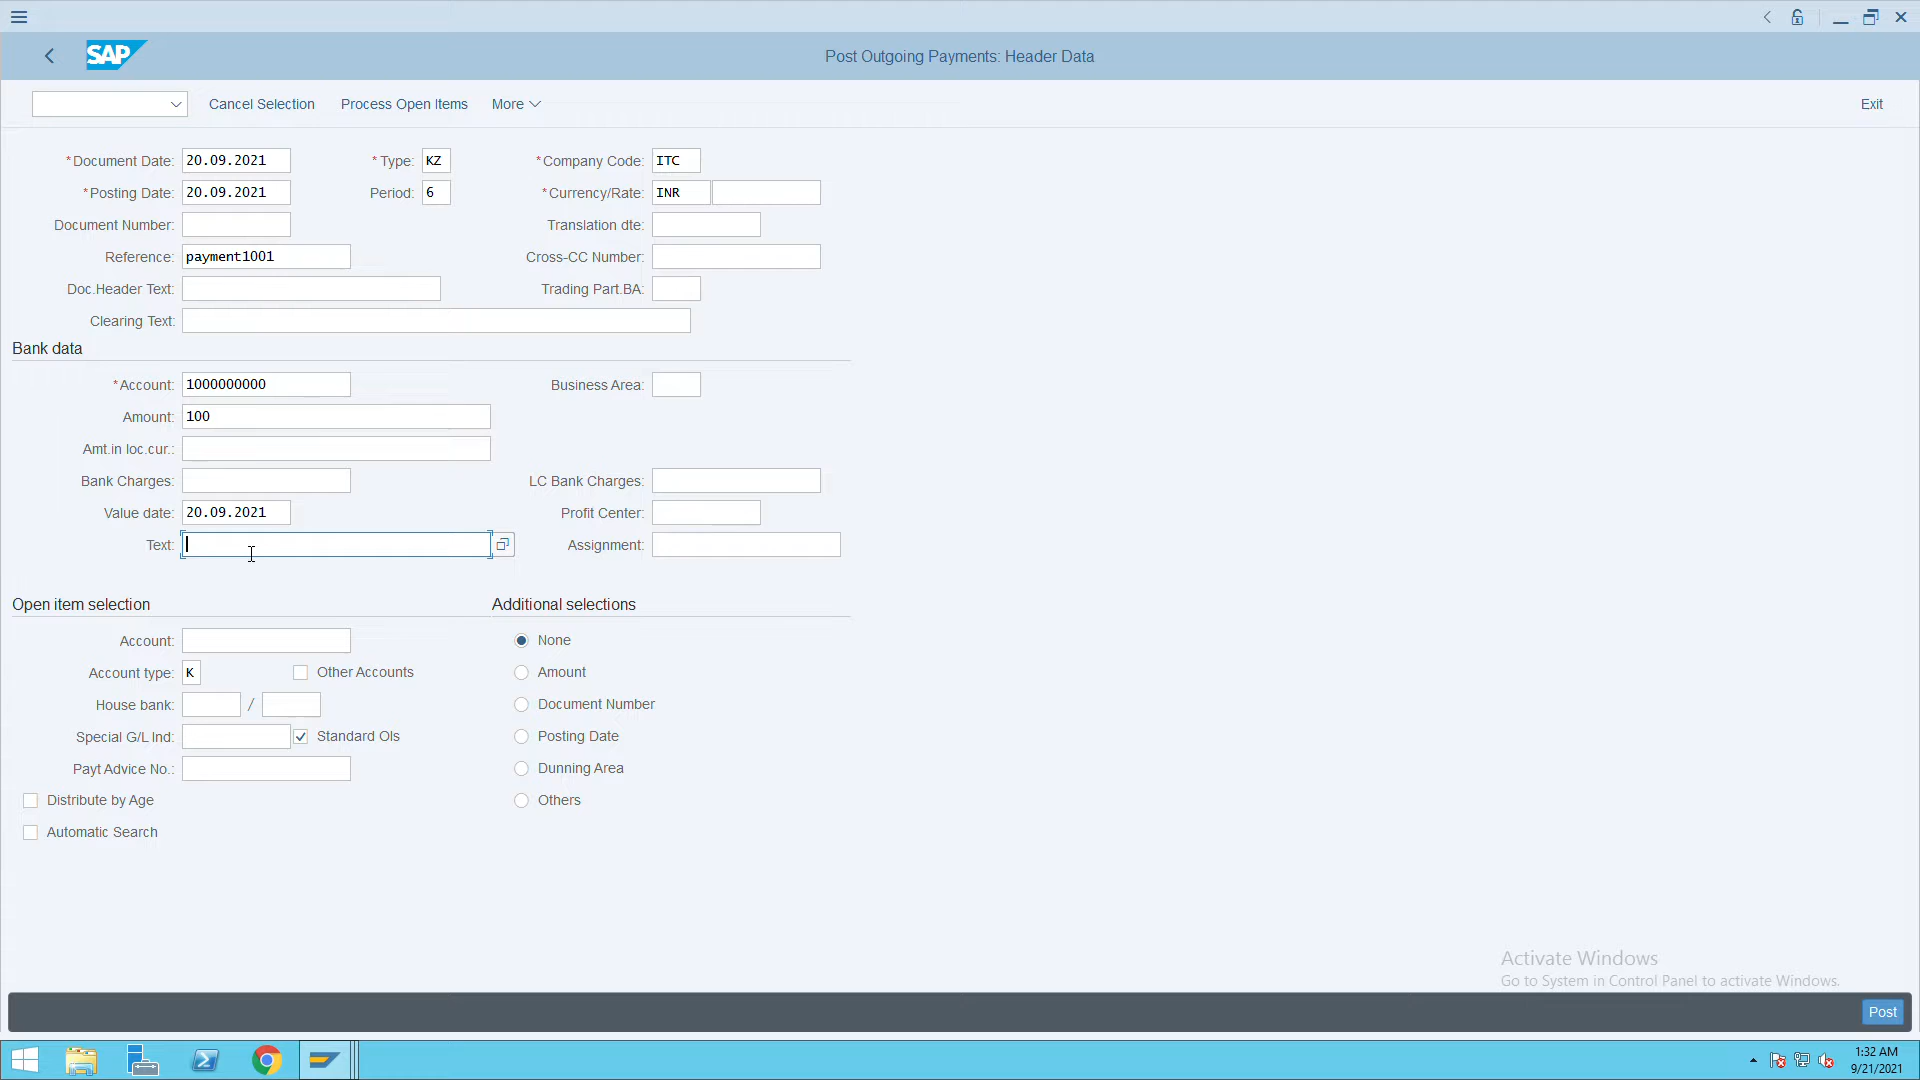 SAP
Post Outgoing Payments: Header Data
Cancel Selection Process Open Items More Exit
*Document Date: 20.09.2021 * Type: KZ *Company Code: ITC
*Posting Date: 20.09.2021 Period: 6 *Currency/Rate: INR
Document Number: Translation dte:
Reference: payment1001 Cross-CC Number:
Doc.Header Text: Trading Part.BA:
Clearing Text:
Bank data
*Account: 1000000000 Business Area:
Amount: 100
Amt.in loc.cur.:
Bank Charges: LC Bank Charges:
Value date: 20.09.2021 Profit Center:
Text: Assignment:
Open item selection Additional selections
Account: None
Account type: K Other Accounts Amount
House bank: / Document Number
Special G/L Ind: Standard OIs Posting Date
Payt Advice No.: Dunning Area
Distribute by Age Others
Automatic Search
Activate Windows
Go to System in Control Panel to activate Windows.
Post
1:32 AM
9/21/2021